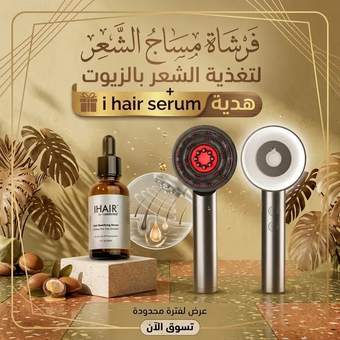 فرشاة مساج الشعر
لتغذية الشعر بالزيوت
+
هدية i hair serum
IHAIR
عرض لفترة محدودة
تسوق الآن